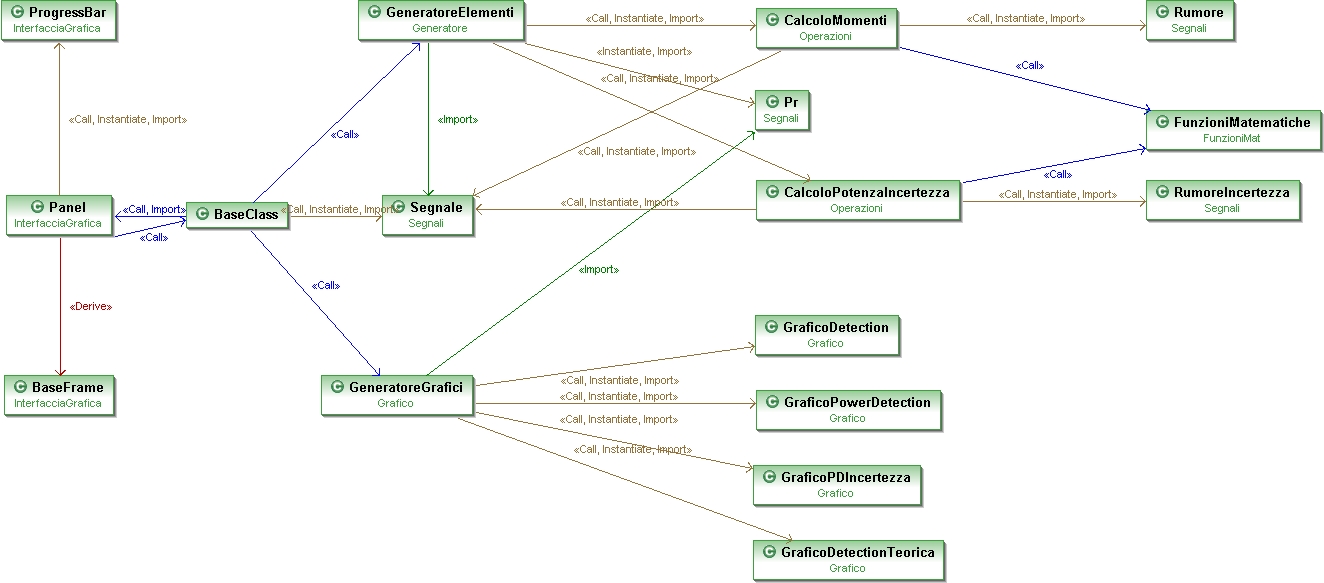 ProgressBar
InterfacciaGrafica
GeneratoreElementi
Generatore
«Call, Instantiate, Import»
CalcoloMomenti
Operazioni
«Call, Instantiate, Import»
Rumore
Segnali
«Instantiate, Import»
«Call»
«Call, Instantiate, Import»
Pr
Segnali
«Call, Instantiate, Import»
«Import»
«Call»
FunzioniMatematiche
FunzioniMat
«Call, Instantiate, Import»
«Call»
Panel
InterfacciaGrafica
«Call, Import»
«Call»
BaseClass
«Call, Instantiate, Import»
Segnale
Segnali
«Call, Instantiate, Import»
CalcoloPotenzaIncertezza
Operazioni
«Call, Instantiate, Import»
RumoreIncertezza
Segnali
«Import»
«Call»
«Derive»
GraficoDetection
Grafico
BaseFrame
InterfacciaGrafica
GeneratoreGrafici
Grafico
«Call, Instantiate, Import»
«Call, Instantiate, Import»
GraficoPowerDetection
Grafico
«Call, Instantiate, Import»
«Call, Instantiate, Import»
GraficoPDIncertezza
Grafico
GraficoDetectionTeorica
Grafico